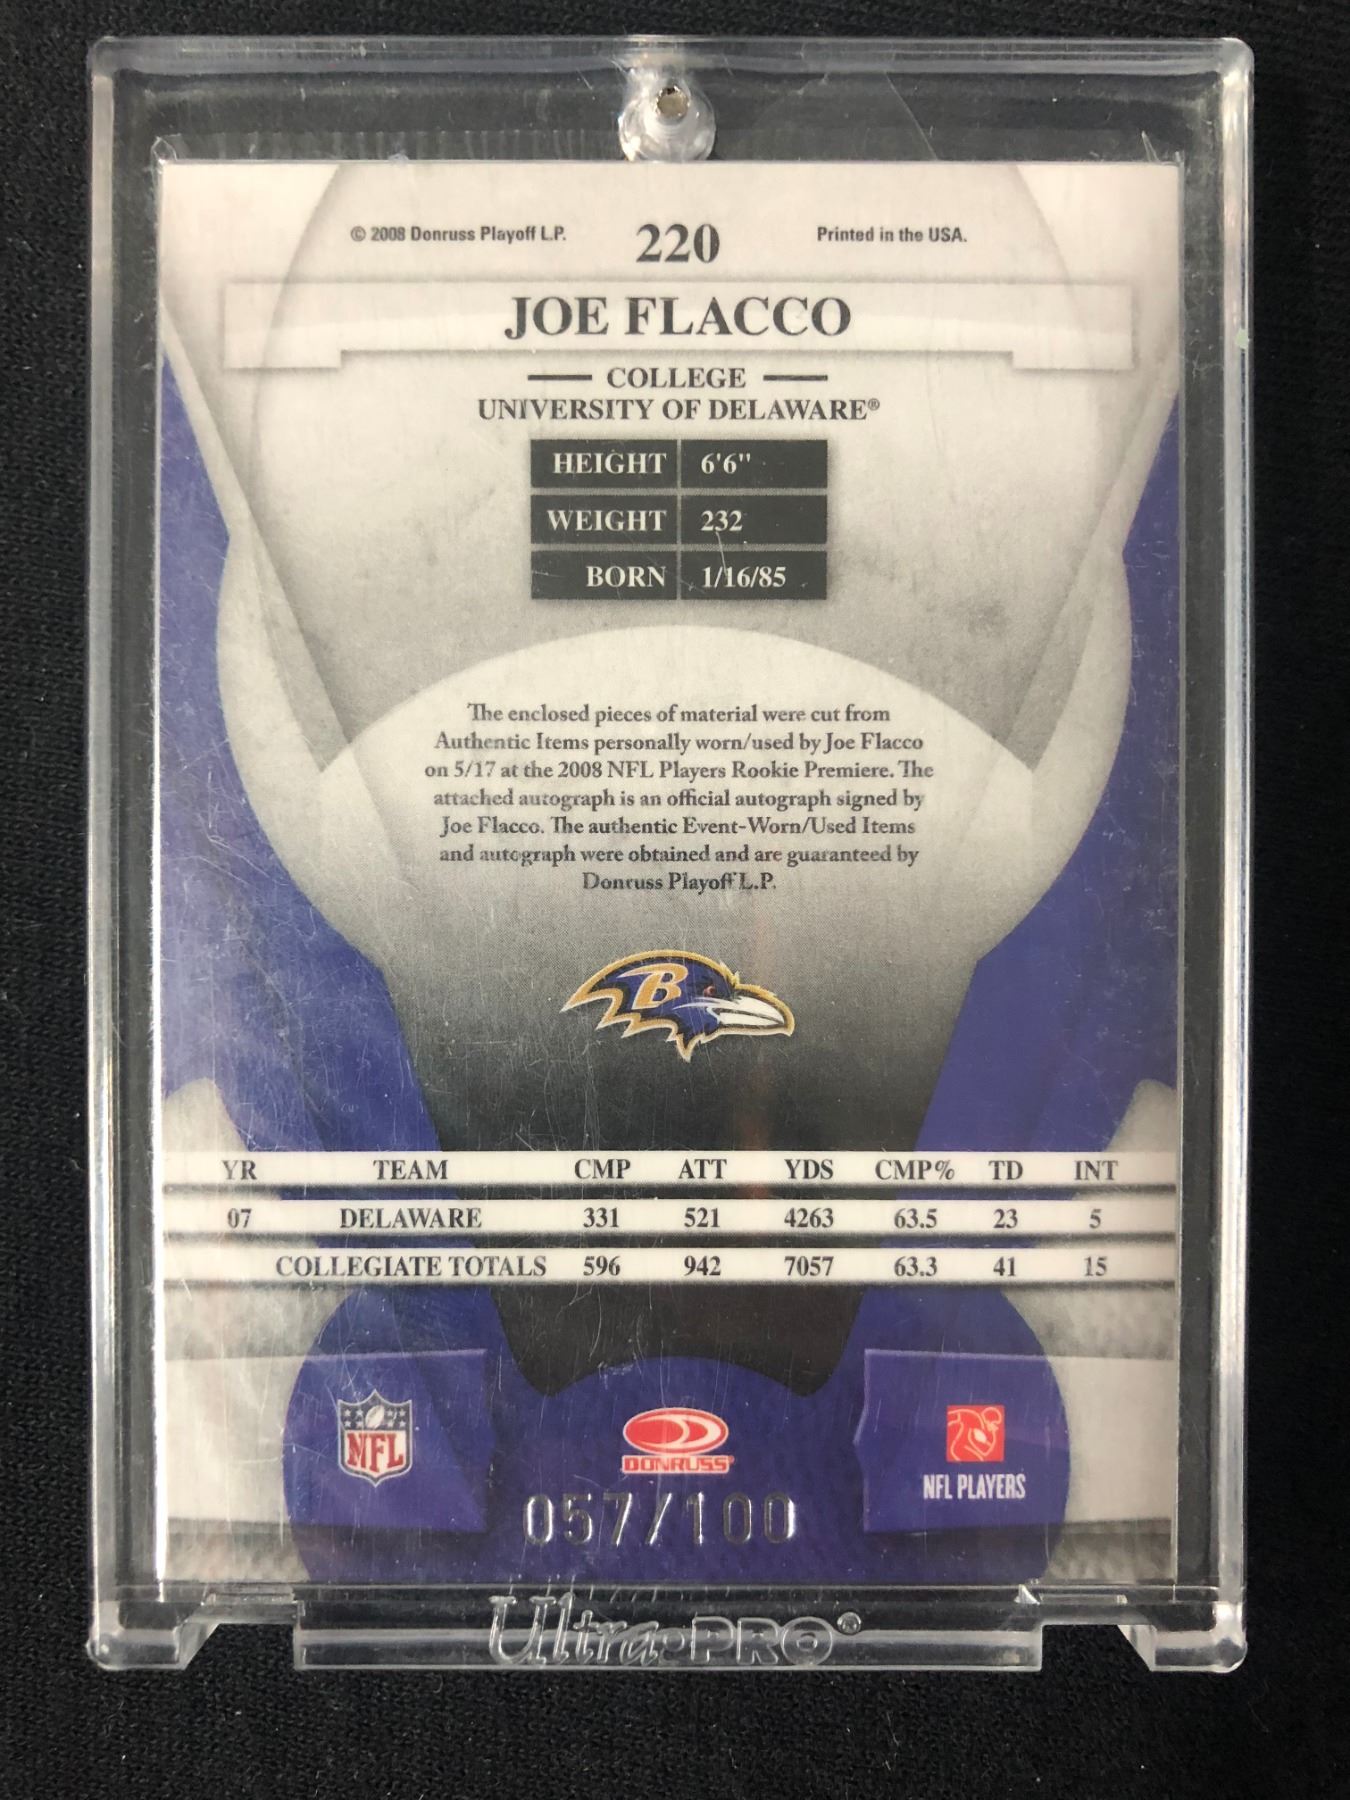 © 2008 Donruss Playoff L.P. 220 Printed in the USA.
JOE FLACCO
COLLEGE
UNIVERSITY OF DELAWARE®
HEIGHT 6'6"
WEIGHT 232
BORN 1/16/85
The enclosed pieces of material were cut from
Authentic Items personally worn/used by Joe Flacco
on 5/17 at the 2008 NFL Players Rookie Premiere. The
attached autograph is an official autograph signed by
Joe Flacco. The authentic Event-Worn/Used Items
and autograph were obtained and are guaranteed by
Donruss Playoff L.P.
B
YR TEAM CMP ATT YDS CMP% TD INT
07 DELAWARE 331 521 4263 63.5 23 5
COLLEGIATE TOTALS 596 942 7057 63.3 41 15
NFL
DONRUSS
NFL PLAYERS
057/100
Ultra•PRO®